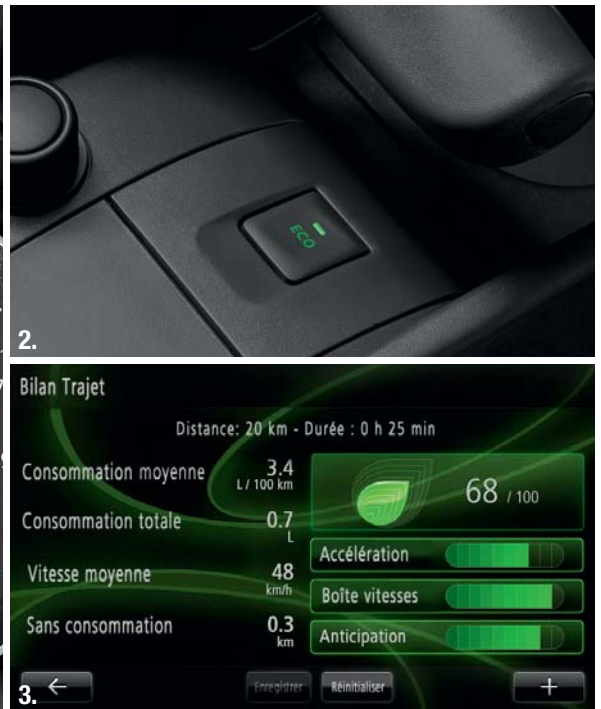 ECO
2.
Bilan Trajet
Distance: 20 km - Durée : 0 h 25 min
Consommation moyenne 3.4 L / 100 km
Consommation totale 0.7 L
Vitesse moyenne 48 km/h
Sans consommation 0.3 km
68 / 100
Accélération
Boîte vitesses
Anticipation
Enregistrer
Réinitialiser
+
3.